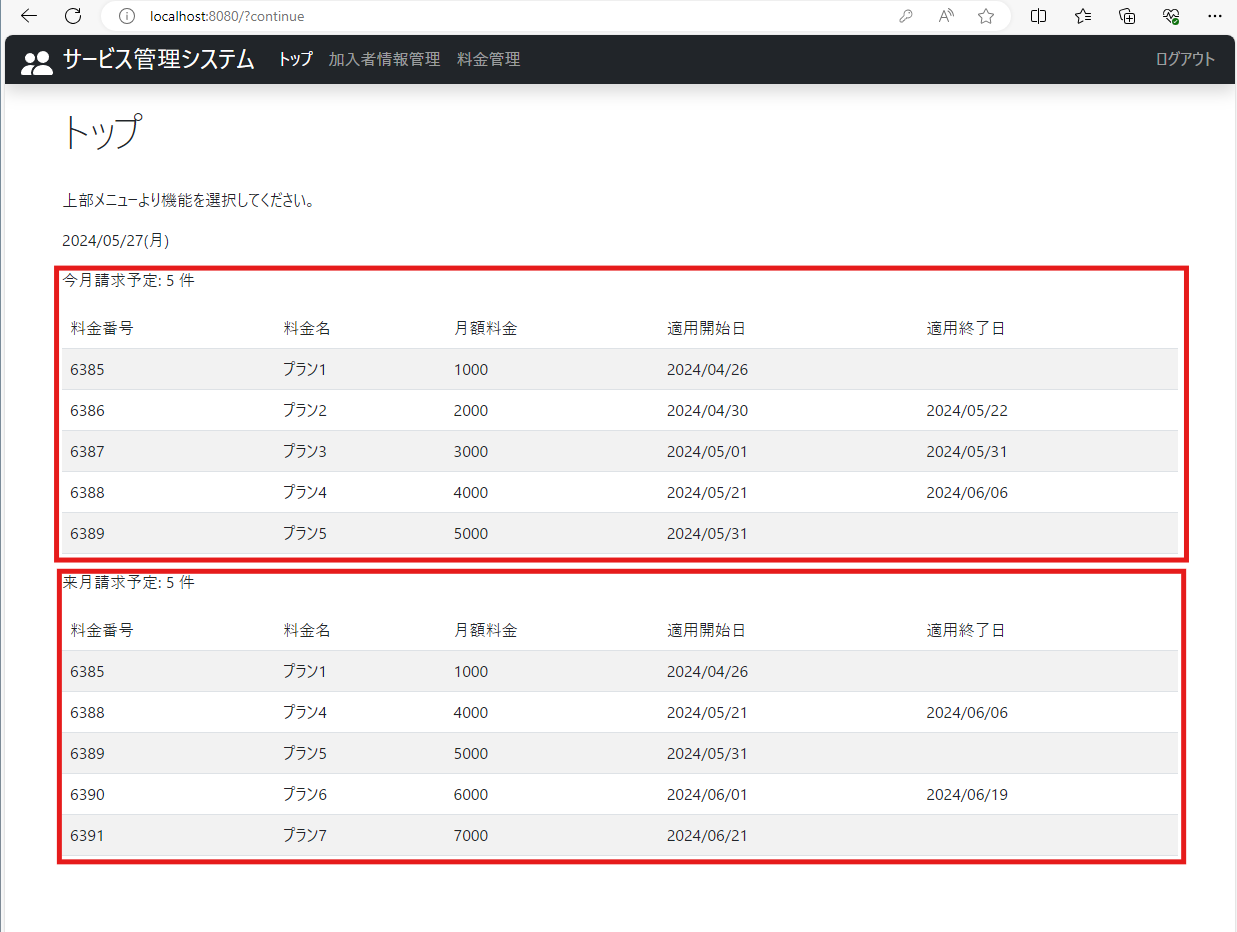 localhost:8080/?continue
サービス管理システム トップ 加入者情報管理 料金管理 ログアウト
トップ
上部メニューより機能を選択してください。
2024/05/27(月)
今月請求予定: 5 件
料金番号 料金名 月額料金 適用開始日 適用終了日
6385 プラン1 1000 2024/04/26
6386 プラン2 2000 2024/04/30 2024/05/22
6387 プラン3 3000 2024/05/01 2024/05/31
6388 プラン4 4000 2024/05/21 2024/06/06
6389 プラン5 5000 2024/05/31
来月請求予定: 5 件
料金番号 料金名 月額料金 適用開始日 適用終了日
6385 プラン1 1000 2024/04/26
6388 プラン4 4000 2024/05/21 2024/06/06
6389 プラン5 5000 2024/05/31
6390 プラン6 6000 2024/06/01 2024/06/19
6391 プラン7 7000 2024/06/21